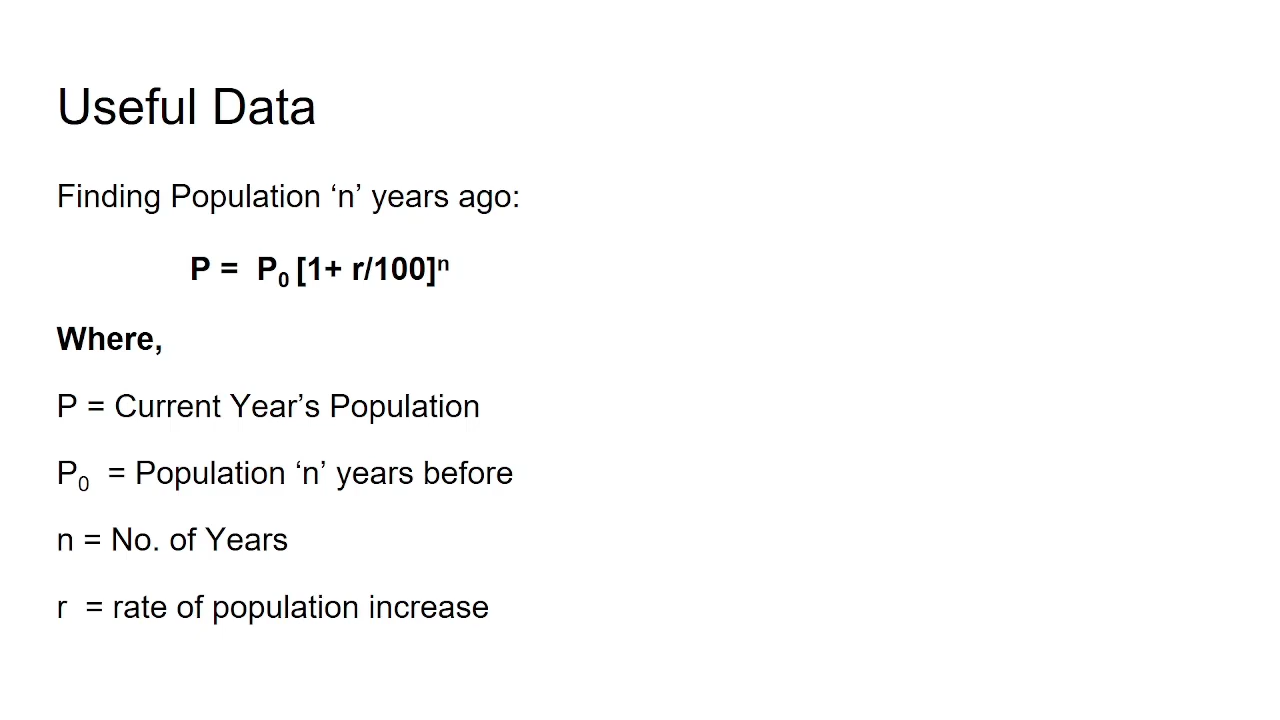 Useful Data
Finding Population ‘n’ years ago:
P = P₀ [1+ r/100]ⁿ
Where,
P = Current Year’s Population
P₀ = Population ‘n’ years before
n = No. of Years
r = rate of population increase